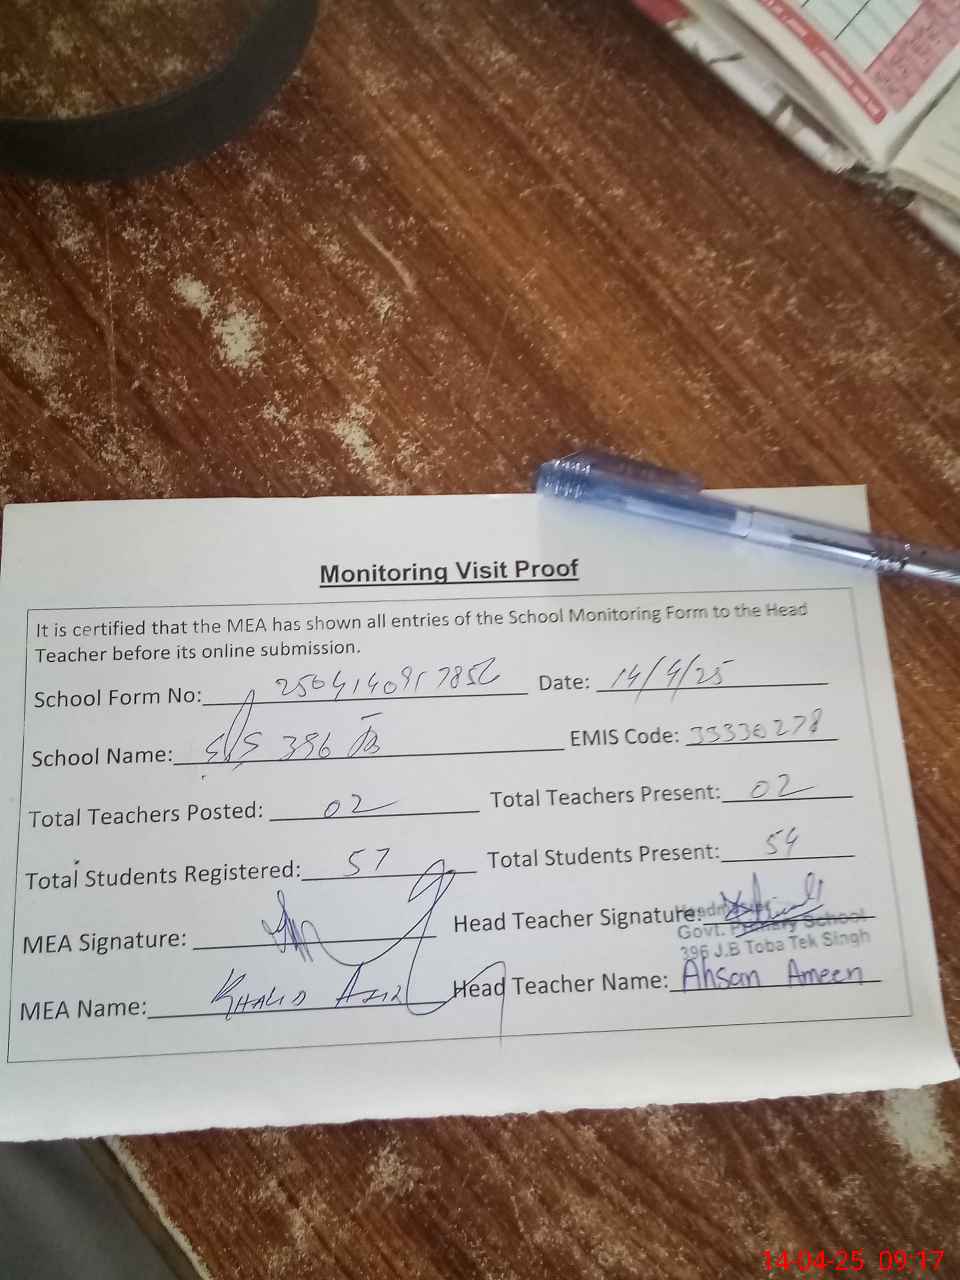 Monitoring Visit Proof
It is certified that the MEA has shown all entries of the School Monitoring Form to the Head
Teacher before its online submission.
School Form No: Date: 14/4/25
School Name: 396 JB EMIS Code: 33330278
Total Teachers Posted: 02 Total Teachers Present: 02
Total Students Registered: 57 Total Students Present: 54
MEA Signature: Head Teacher Signature:
Headmaster
Govt. Primary School
396 J.B Toba Tek Singh
MEA Name: KHALID Head Teacher Name: Ahsan Ameen
14-04-25 09:17